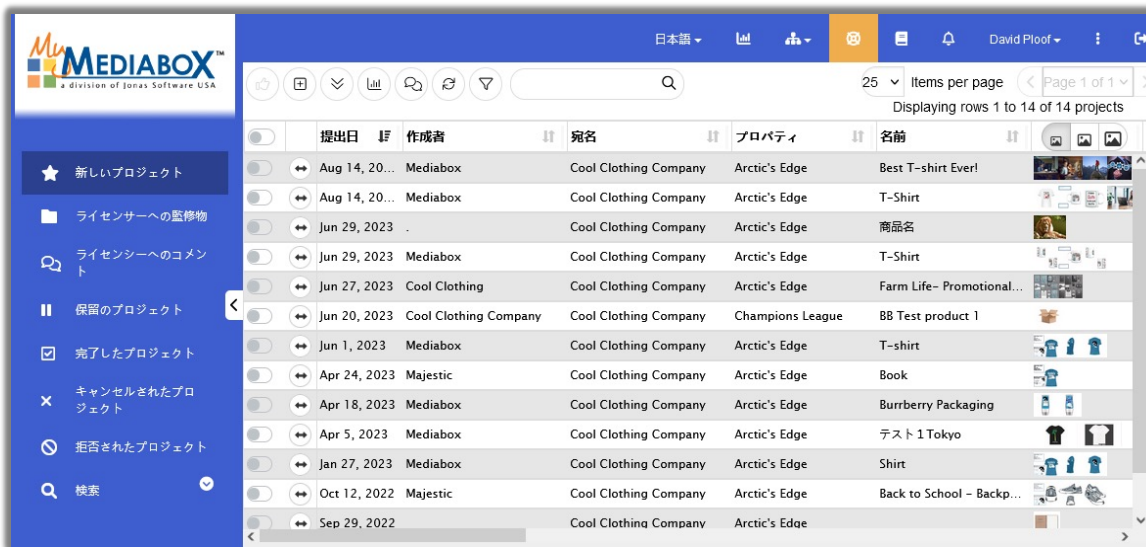 My
MEDIABOX™
a division of Jonas Software USA
日本語
David Ploof
25 Items per page Page 1 of 1
Displaying rows 1 to 14 of 14 projects
提出日 作成者 宛名 プロパティ 名前
新しいプロジェクト
ライセンサーへの監修物
ライセンシーへのコメン
ト
保留のプロジェクト
完了したプロジェクト
キャンセルされたプロ
ジェクト
拒否されたプロジェクト
検索
Aug 14, 20... Mediabox Cool Clothing Company Arctic's Edge Best T-shirt Ever!
Aug 14, 20... Mediabox Cool Clothing Company Arctic's Edge T-Shirt
Jun 29, 2023 . Cool Clothing Company Arctic's Edge 商品名
Jun 29, 2023 Mediabox Cool Clothing Company Arctic's Edge T-Shirt
Jun 27, 2023 Cool Clothing Cool Clothing Company Arctic's Edge Farm Life- Promotional...
Jun 20, 2023 Cool Clothing Company Cool Clothing Company Champions League BB Test product 1
Jun 1, 2023 Mediabox Cool Clothing Company Arctic's Edge T-shirt
Apr 24, 2023 Majestic Cool Clothing Company Arctic's Edge Book
Apr 18, 2023 Mediabox Cool Clothing Company Arctic's Edge Burrberry Packaging
Apr 5, 2023 Mediabox Cool Clothing Company Arctic's Edge テスト1Tokyo
Jan 27, 2023 Mediabox Cool Clothing Company Arctic's Edge Shirt
Oct 12, 2022 Majestic Cool Clothing Company Arctic's Edge Back to School - Backp...
Sep 29, 2022 Cool Clothing Company Arctic's Edge